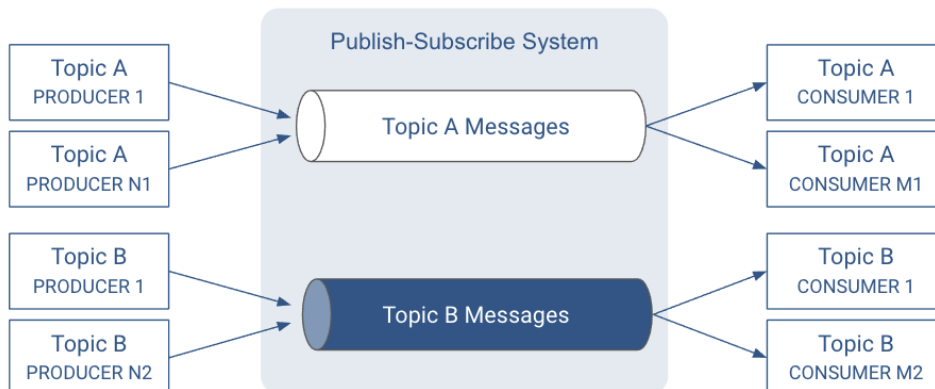 Publish-Subscribe System
Topic A
PRODUCER 1
Topic A
PRODUCER N1
Topic A Messages
Topic A
CONSUMER 1
Topic A
CONSUMER M1
Topic B
PRODUCER 1
Topic B
PRODUCER N2
Topic B Messages
Topic B
CONSUMER 1
Topic B
CONSUMER M2